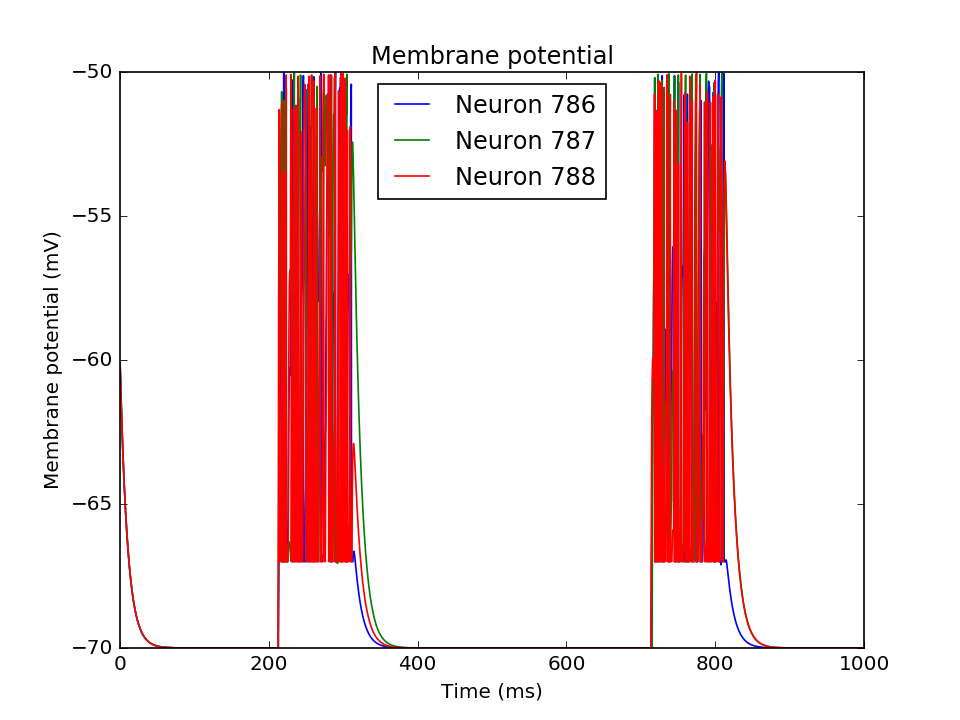 Membrane potential
−50
Neuron 786
Neuron 787
Neuron 788
−55
−60
−65
−70
Membrane potential (mV)
0 200 400 600 800 1000
Time (ms)